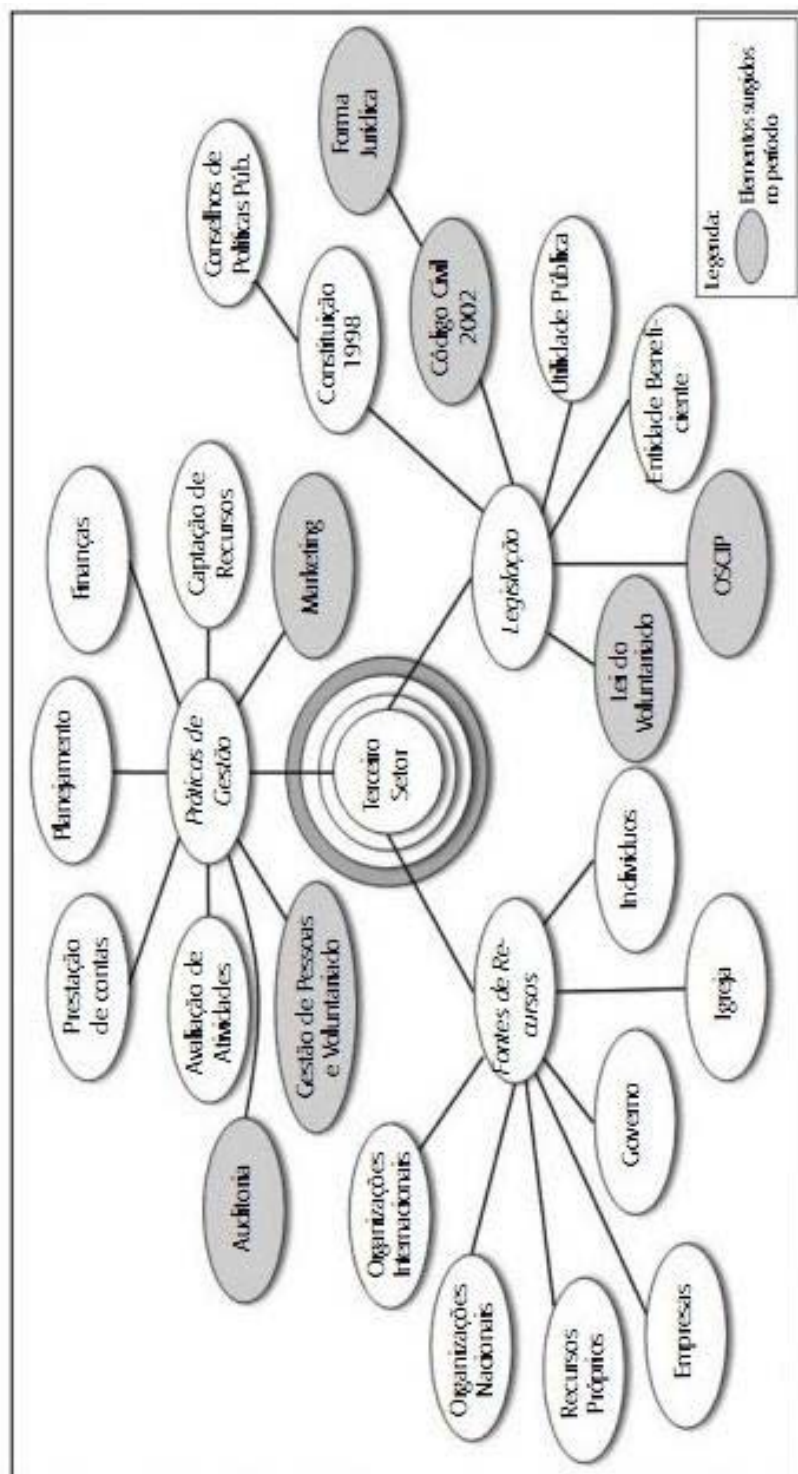 Prestação
de contas
Planejamento
Finanças
Avaliação de
Atividades
Práticas de
Gestão
Captação de
Recursos
Auditoria
Gestão de Pessoas
e Voluntariado
Marketing
Conselhos de
Políticas Púb.
Constituição
1998
Forma
Jurídica
Código Civil
2002
Terceiro
Setor
Organizações
Internacionais
Organizações
Nacionais
Fontes de Re-
cursos
Legislação
Utilidade Pública
Recursos
Próprios
Empresas
Governo
Igreja
Indivíduos
Lei do
Voluntariado
OSCIP
Entidade Benefi-
ciente
Legenda:
Elementos surgidos
no período